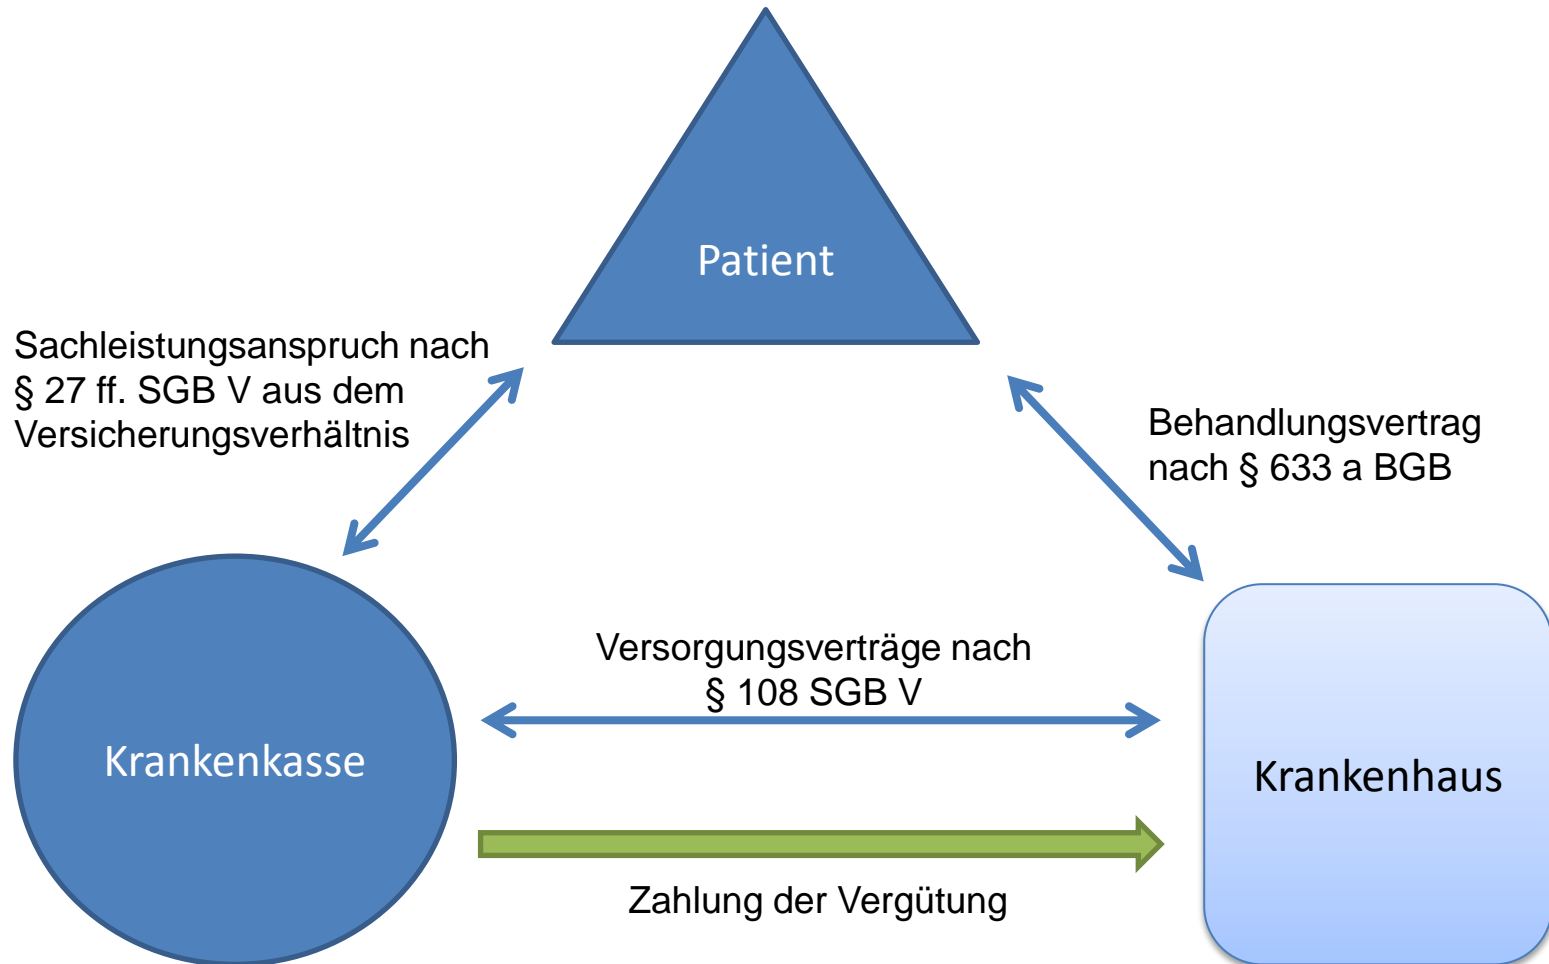 Patient
Sachleistungsanspruch nach
§ 27 ff. SGB V aus dem
Versicherungsverhältnis
Behandlungsvertrag
nach § 633 a BGB
Versorgungsverträge nach
§ 108 SGB V
Krankenkasse
Krankenhaus
Zahlung der Vergütung